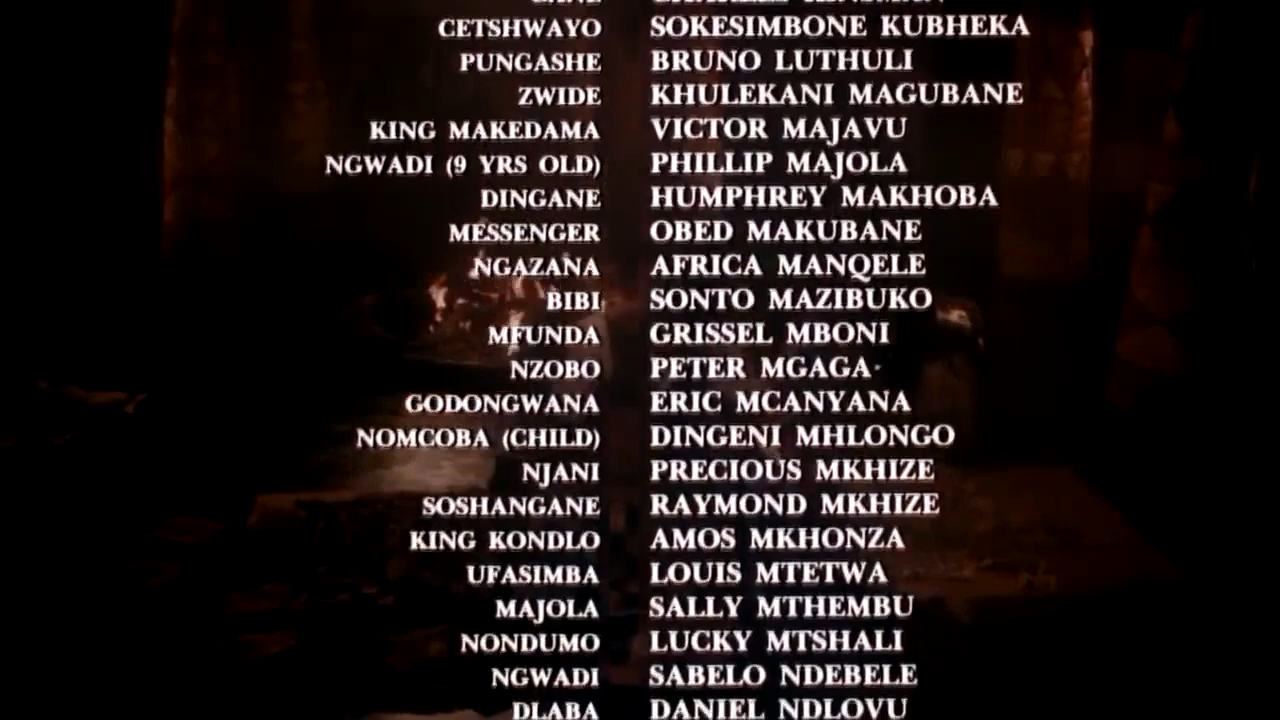 CETSHWAYO SOKESIMBONE KUBHEKA
PUNGASHE BRUNO LUTHULI
ZWIDE KHULEKANI MAGUBANE
KING MAKEDAMA VICTOR MAJAVU
NGWADI (9 YRS OLD) PHILLIP MAJOLA
DINGANE HUMPHREY MAKHOBA
MESSENGER OBED MAKUBANE
NGAZANA AFRICA MANQELE
BIBI SONTO MAZIBUKO
MFUNDA GRISSEL MBONI
NZOBO PETER MGAGA
GODONGWANA ERIC MCANYANA
NOMCOBA (CHILD) DINGENI MHLONGO
NJANI PRECIOUS MKHIZE
SOSHANGANE RAYMOND MKHIZE
KING KONDLO AMOS MKHONZA
UFASIMBA LOUIS MTETWA
MAJOLA SALLY MTHEMBU
NONDUMO LUCKY MTSHALI
NGWADI SABELO NDEBELE
DLABA DANIEL NDLOVU